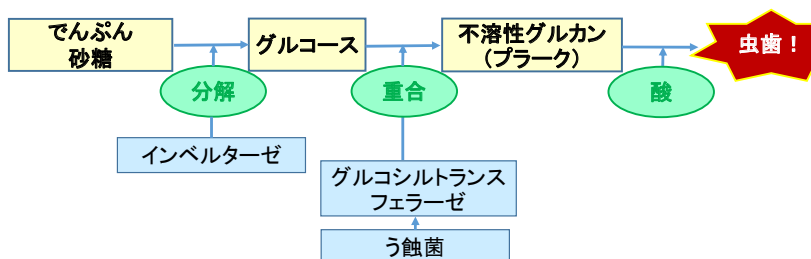 でんぷん
砂糖
グルコース
不溶性グルカン
(プラーク)
虫歯！
分解
重合
酸
インベルターゼ
グルコシルトランス
フェラーゼ
う蝕菌